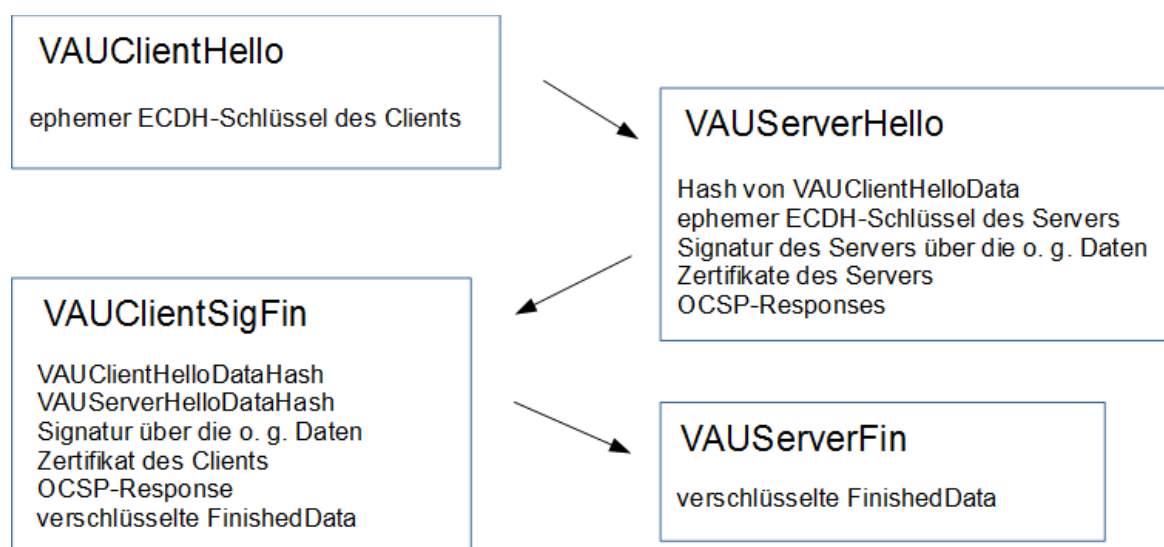 VAUClientHello
ephemer ECDH-Schlüssel des Clients
VAUServerHello
Hash von VAUClientHelloData
ephemer ECDH-Schlüssel des Servers
Signatur des Servers über die o. g. Daten
Zertifikate des Servers
OCSP-Responses
VAUClientSigFin
VAUClientHelloDataHash
VAUServerHelloDataHash
Signatur über die o. g. Daten
Zertifikat des Clients
OCSP-Response
verschlüsselte FinishedData
VAUServerFin
verschlüsselte FinishedData